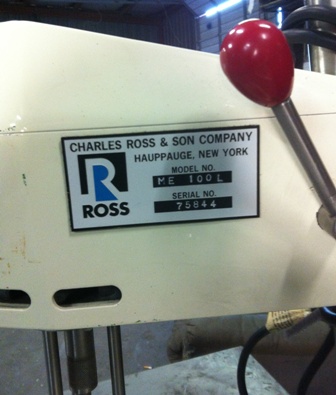 CHARLES ROSS & SON COMPANY
HAUPPAUGE, NEW YORK
MODEL NO.
ME 100L
SERIAL NO.
75844
R
ROSS